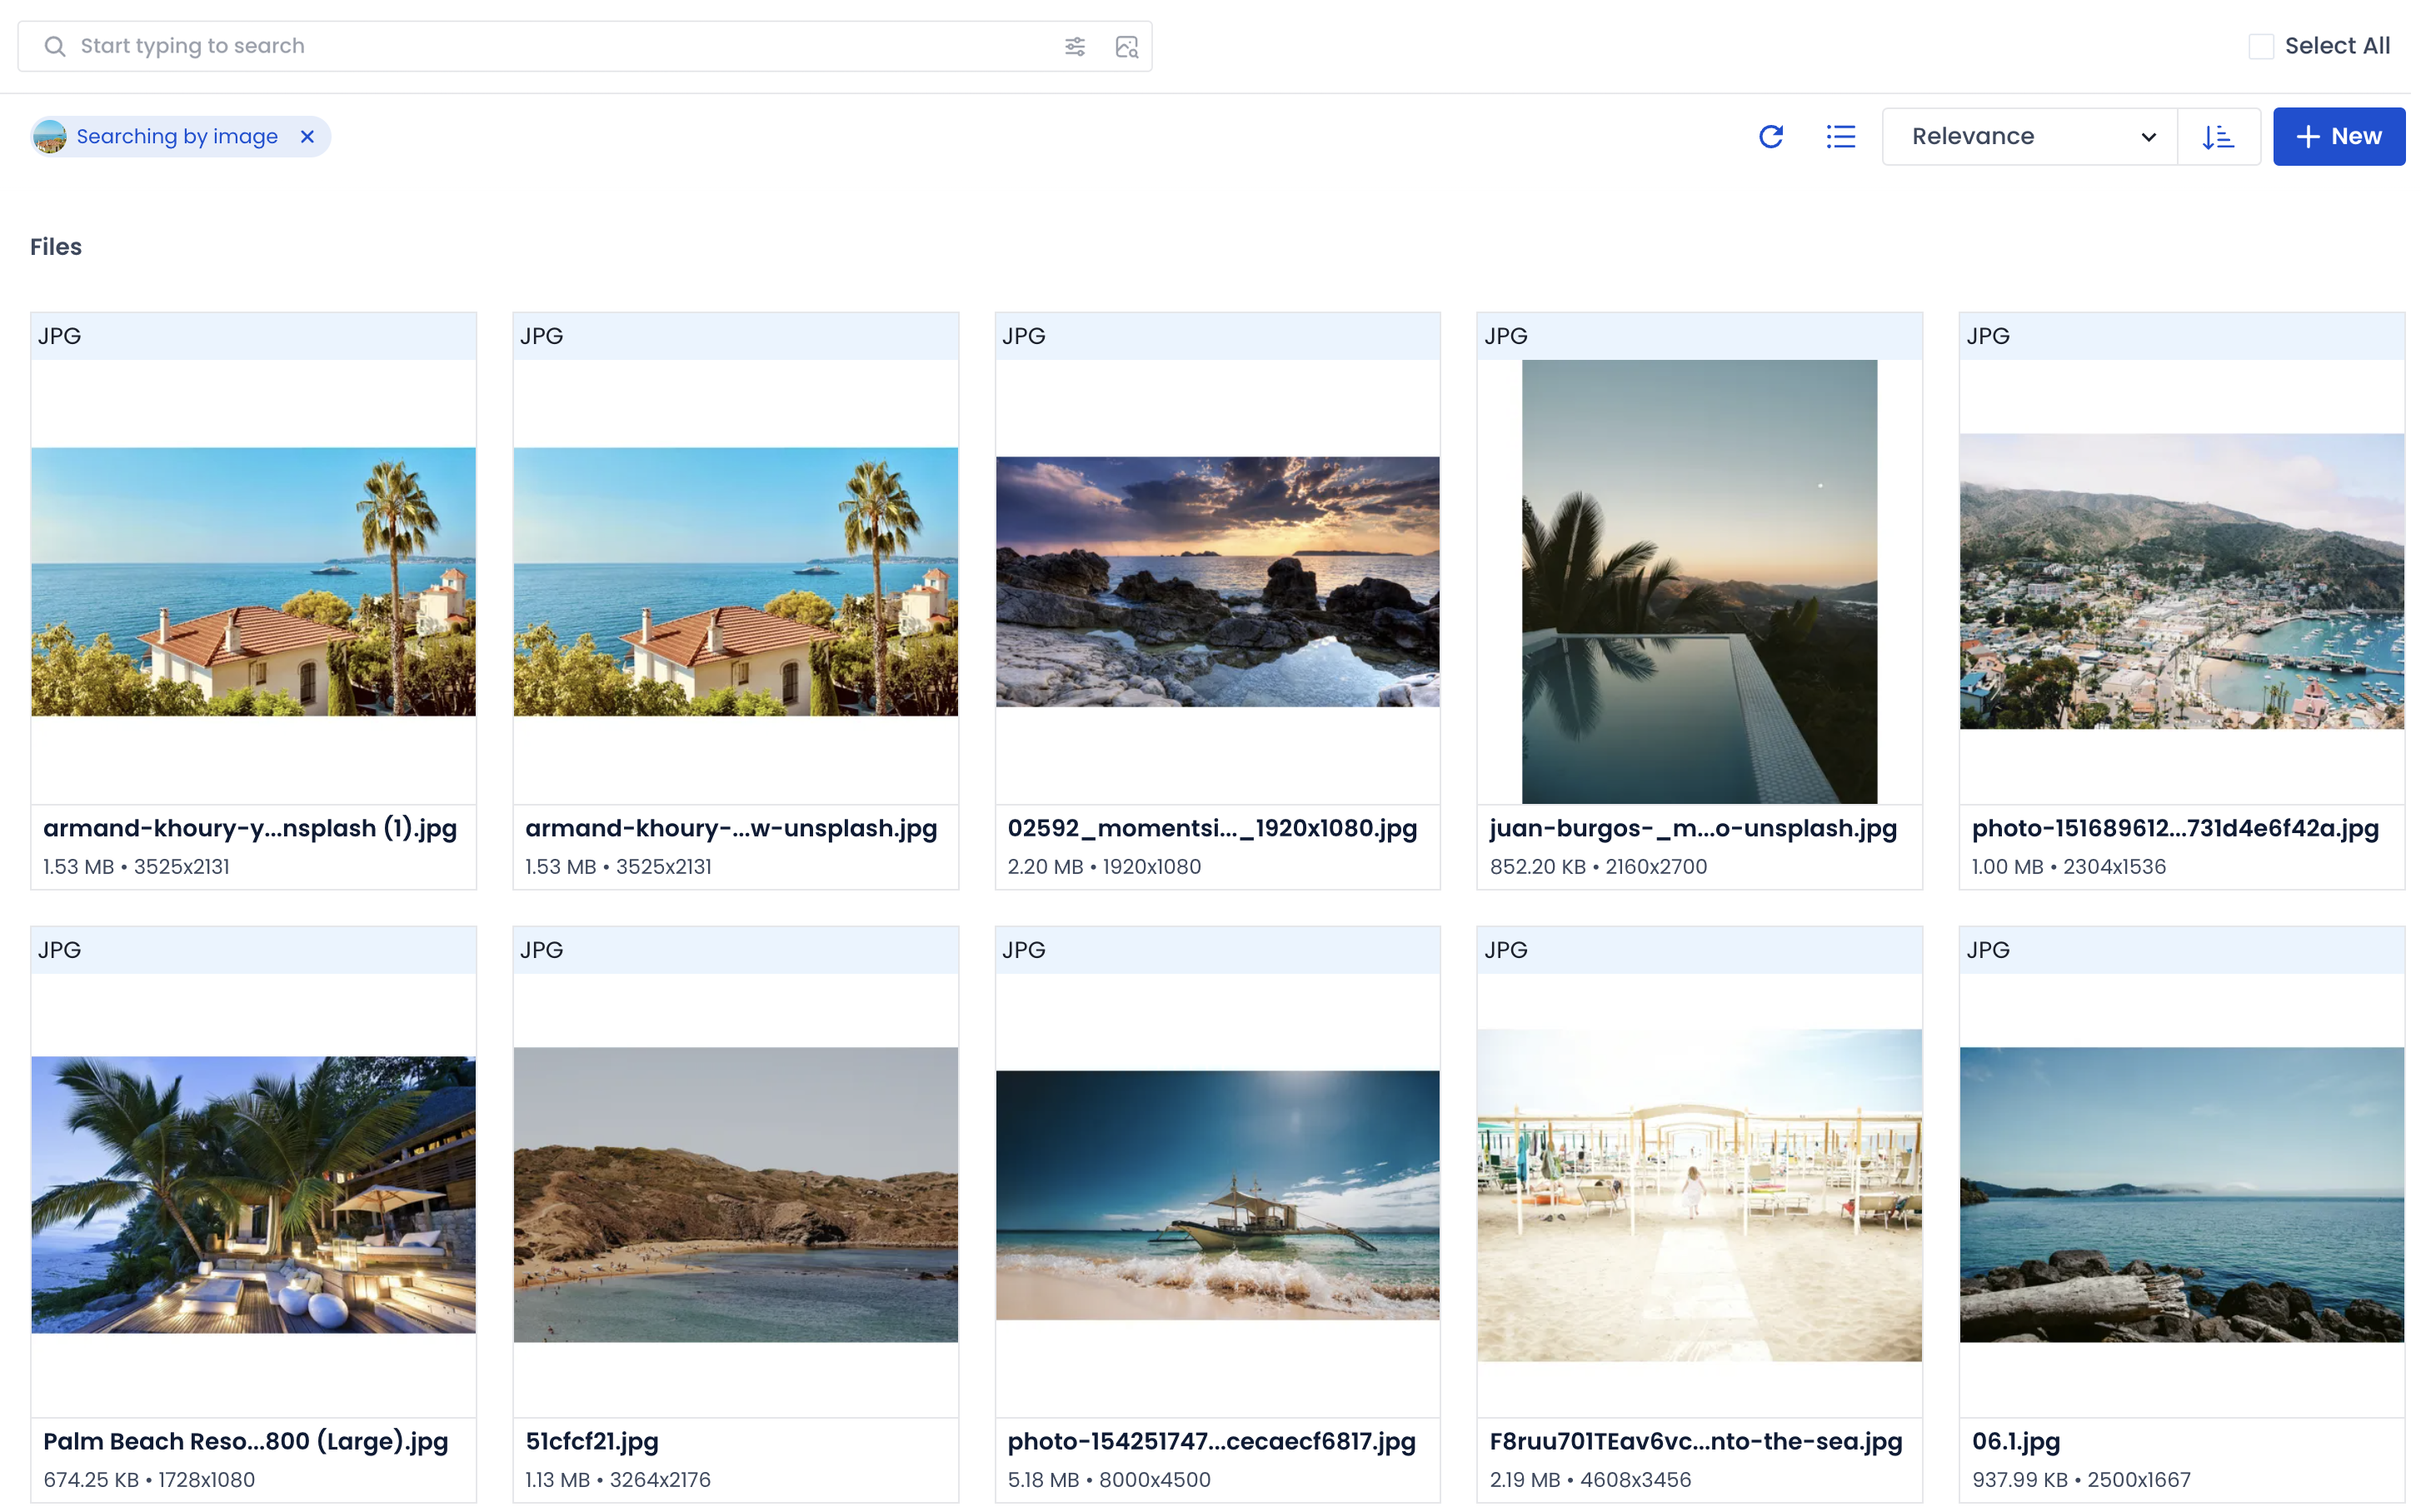 Start typing to search
Select All
Searching by image
Relevance
New
Files
JPG
JPG
JPG
JPG
JPG
armand-khoury-y...nsplash (1).jpg
1.53 MB • 3525x2131
armand-khoury-...w-unsplash.jpg
1.53 MB • 3525x2131
02592_momentsi..._1920x1080.jpg
2.20 MB • 1920x1080
juan-burgos-_m...o-unsplash.jpg
852.20 KB • 2160x2700
photo-151689612...731d4e6f42a.jpg
1.00 MB • 2304x1536
JPG
JPG
JPG
JPG
JPG
Palm Beach Reso...800 (Large).jpg
674.25 KB • 1728x1080
51cfcf21.jpg
1.13 MB • 3264x2176
photo-154251747...cecaecf6817.jpg
5.18 MB • 8000x4500
F8ruu701TEav6vc...nto-the-sea.jpg
2.19 MB • 4608x3456
06.1.jpg
937.99 KB • 2500x1667